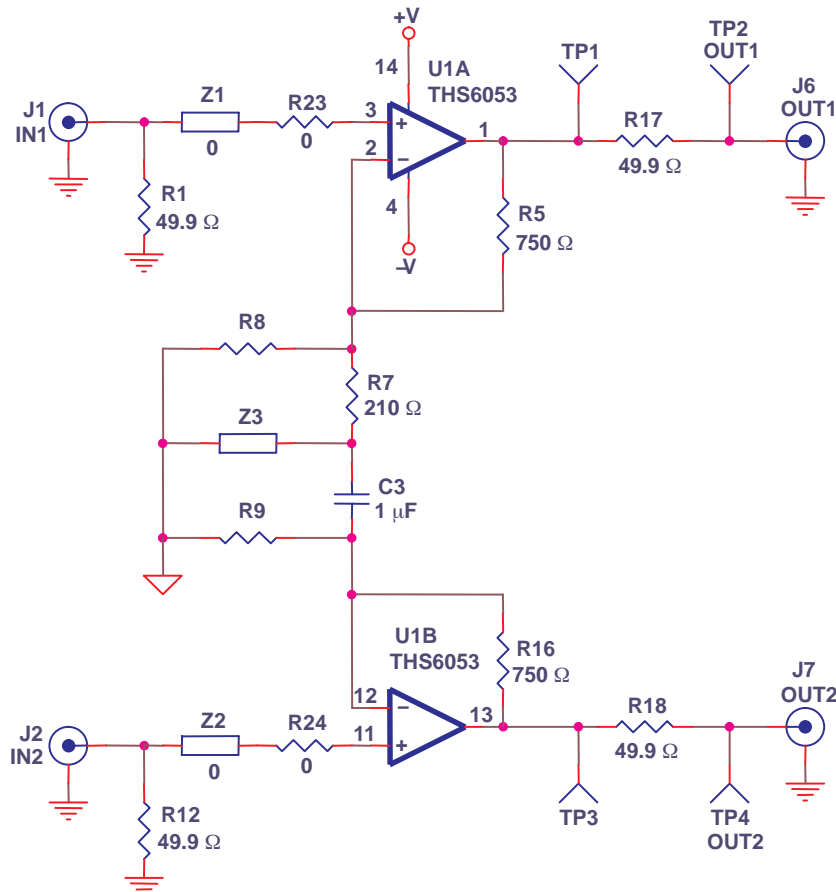 +V
TP1
TP2
OUT1
14
U1A
THS6053
J1
IN1
Z1
0
R23
0
3
+
2
−
1
R17
49.9 Ω
J6
OUT1
R1
49.9 Ω
4
−V
R5
750 Ω
R8
R7
210 Ω
Z3
C3
1 μF
R9
U1B
THS6053
R16
750 Ω
J2
IN2
Z2
0
R24
0
12
−
11
+
13
R18
49.9 Ω
J7
OUT2
R12
49.9 Ω
TP3
TP4
OUT2